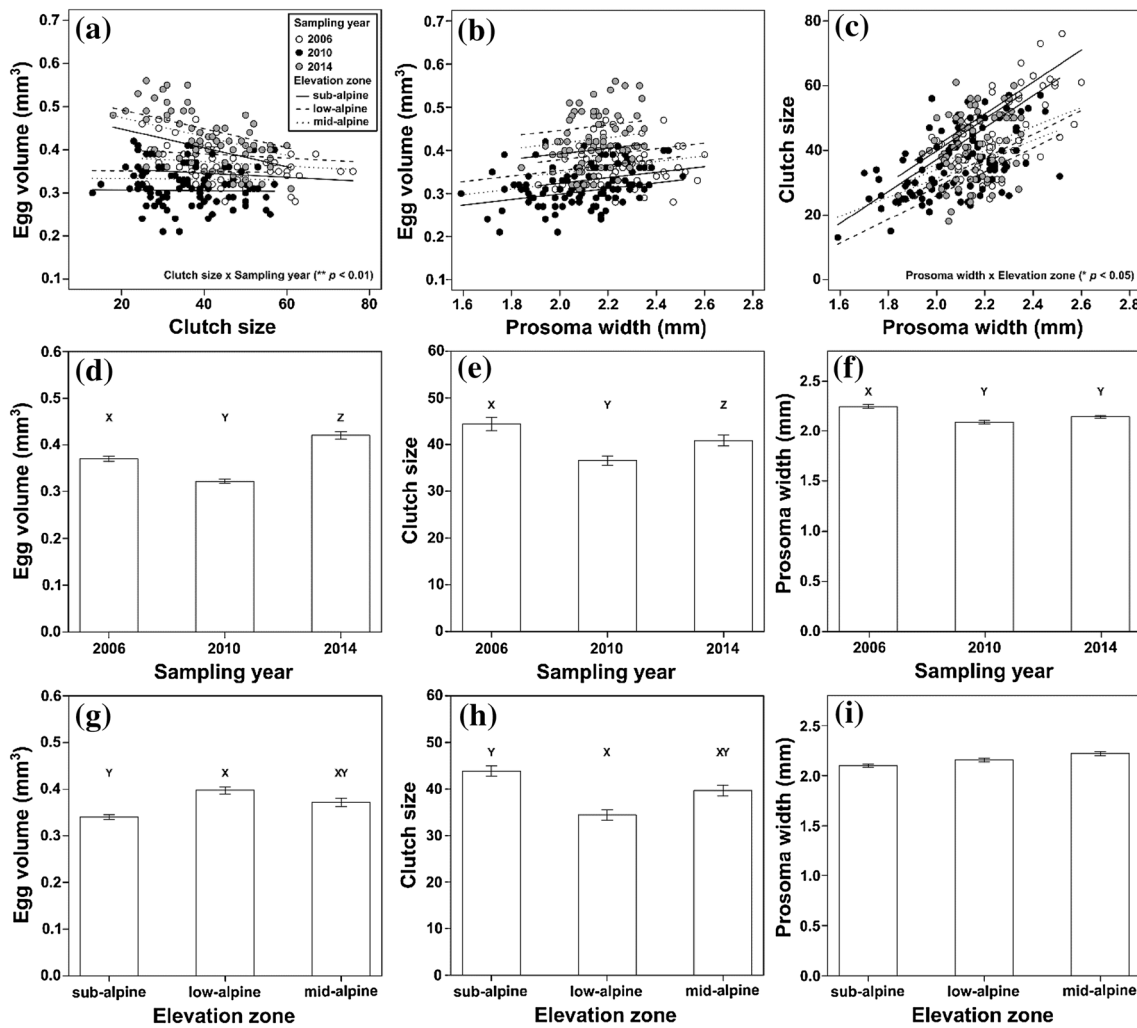 (a)
Egg volume (mm³)
0.7
0.6
0.5
0.4
0.3
0.2
0.1
Sampling year
2006
2010
2014
Elevation zone
sub-alpine
low-alpine
mid-alpine
Clutch size x Sampling year (** p < 0.01)
20
40
60
80
Clutch size
(b)
Egg volume (mm³)
0.7
0.6
0.5
0.4
0.3
0.2
0.1
1.6
1.8
2.0
2.2
2.4
2.6
2.8
Prosoma width (mm)
(c)
Clutch size
80
60
40
20
0
Prosoma width x Elevation zone (* p < 0.05)
1.6
1.8
2.0
2.2
2.4
2.6
2.8
Prosoma width (mm)
(d)
Egg volume (mm³)
0.6
0.5
0.4
0.3
0.2
0.1
0.0
X
Y
Z
2006
2010
2014
Sampling year
(e)
Clutch size
60
50
40
30
20
10
0
X
Y
Z
2006
2010
2014
Sampling year
(f)
Prosoma width (mm)
2.5
2.0
1.5
1.0
0.5
0.0
X
Y
Y
2006
2010
2014
Sampling year
(g)
Egg volume (mm³)
0.6
0.5
0.4
0.3
0.2
0.1
0.0
Y
X
XY
sub-alpine
low-alpine
mid-alpine
Elevation zone
(h)
Clutch size
60
50
40
30
20
10
0
Y
X
XY
sub-alpine
low-alpine
mid-alpine
Elevation zone
(i)
Prosoma width (mm)
2.5
2.0
1.5
1.0
0.5
0.0
sub-alpine
low-alpine
mid-alpine
Elevation zone